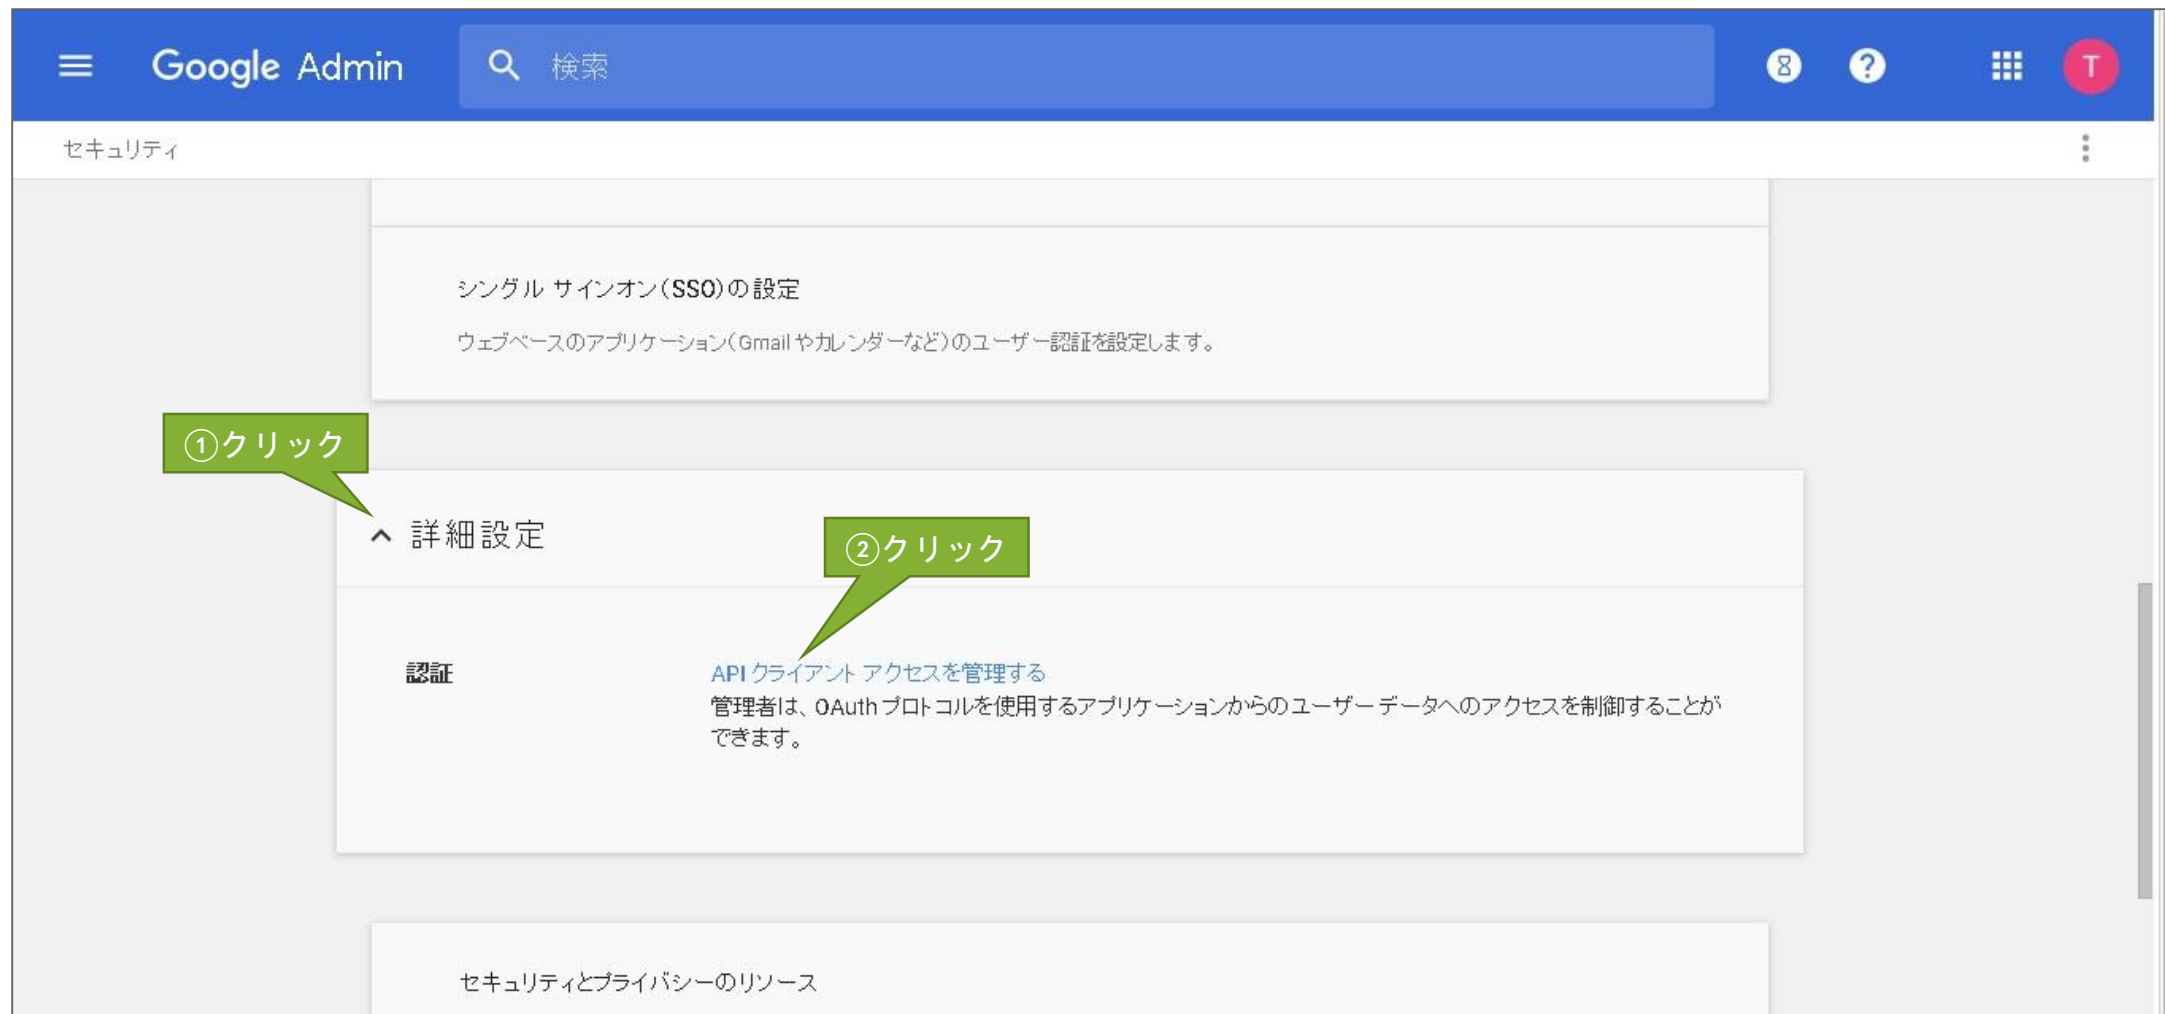 Google Admin
検索
T
セキュリティ
シングル サインオン(SSO)の設定
ウェブベースのアプリケーション(Gmail やカレンダーなど)のユーザー認証を設定します。
①クリック
詳細設定
②クリック
認証
API クライアント アクセスを管理する
管理者は、OAuth プロトコルを使用するアプリケーションからのユーザー データへのアクセスを制御することが
できます。
セキュリティとプライバシーのリソース